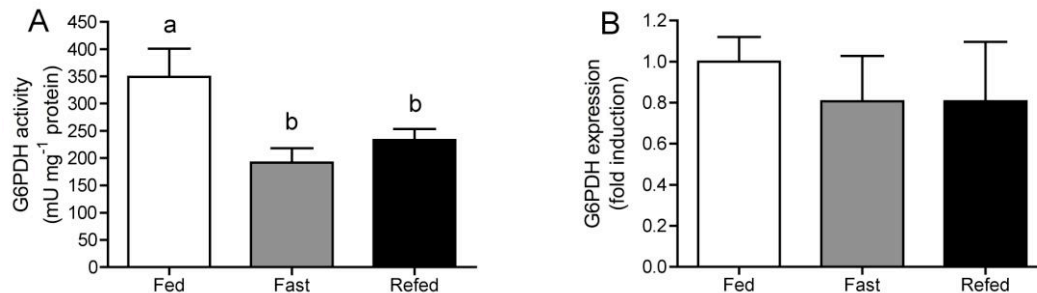 A
G6PDH activity
(mU mg⁻¹ protein)
450
400
350
300
250
200
150
100
50
0
a
b
b
Fed
Fast
Refed
B
G6PDH expression
(fold induction)
1.2
1.0
0.8
0.6
0.4
0.2
0.0
Fed
Fast
Refed